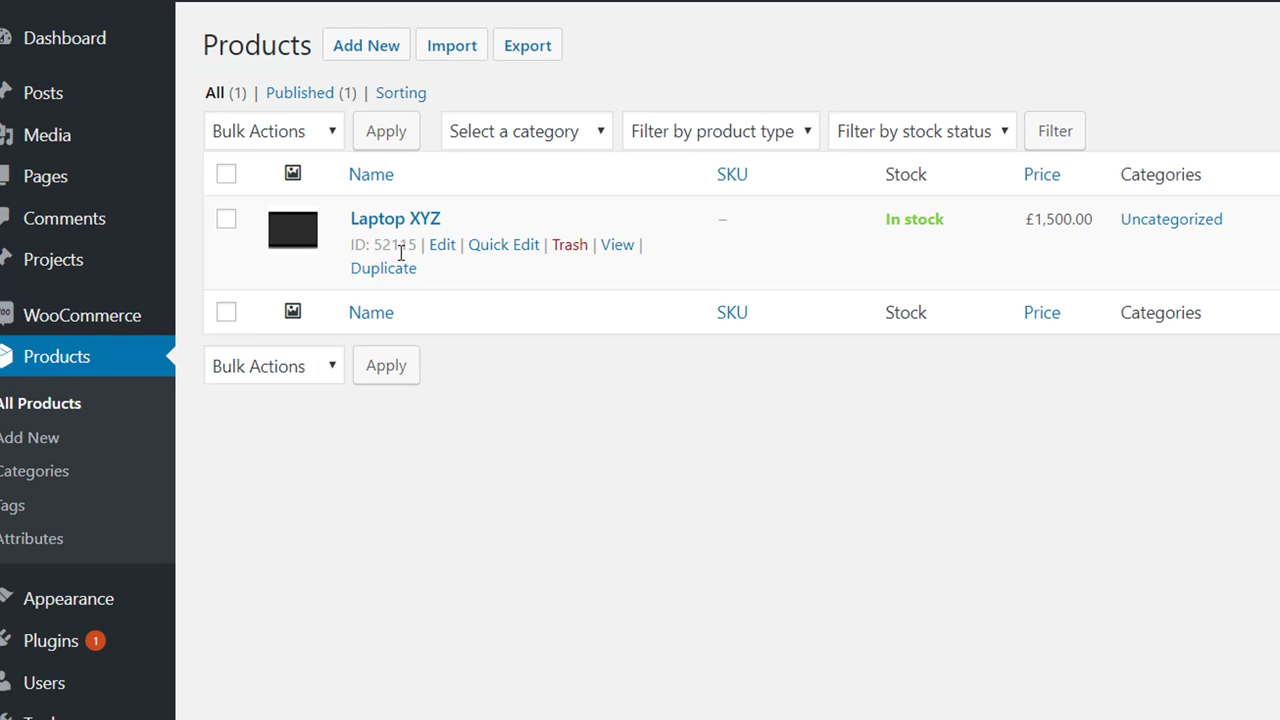 Dashboard
Posts
Media
Pages
Comments
Projects
WooCommerce
Products
All Products
Add New
Categories
Tags
Attributes
Appearance
Plugins 1
Users
Products Add New Import Export
All (1) | Published (1) | Sorting
Bulk Actions Apply Select a category Filter by product type Filter by stock status Filter
Name SKU Stock Price Categories
Laptop XYZ – In stock £1,500.00 Uncategorized
ID: 52115 | Edit | Quick Edit | Trash | View |
Duplicate
Name SKU Stock Price Categories
Bulk Actions Apply